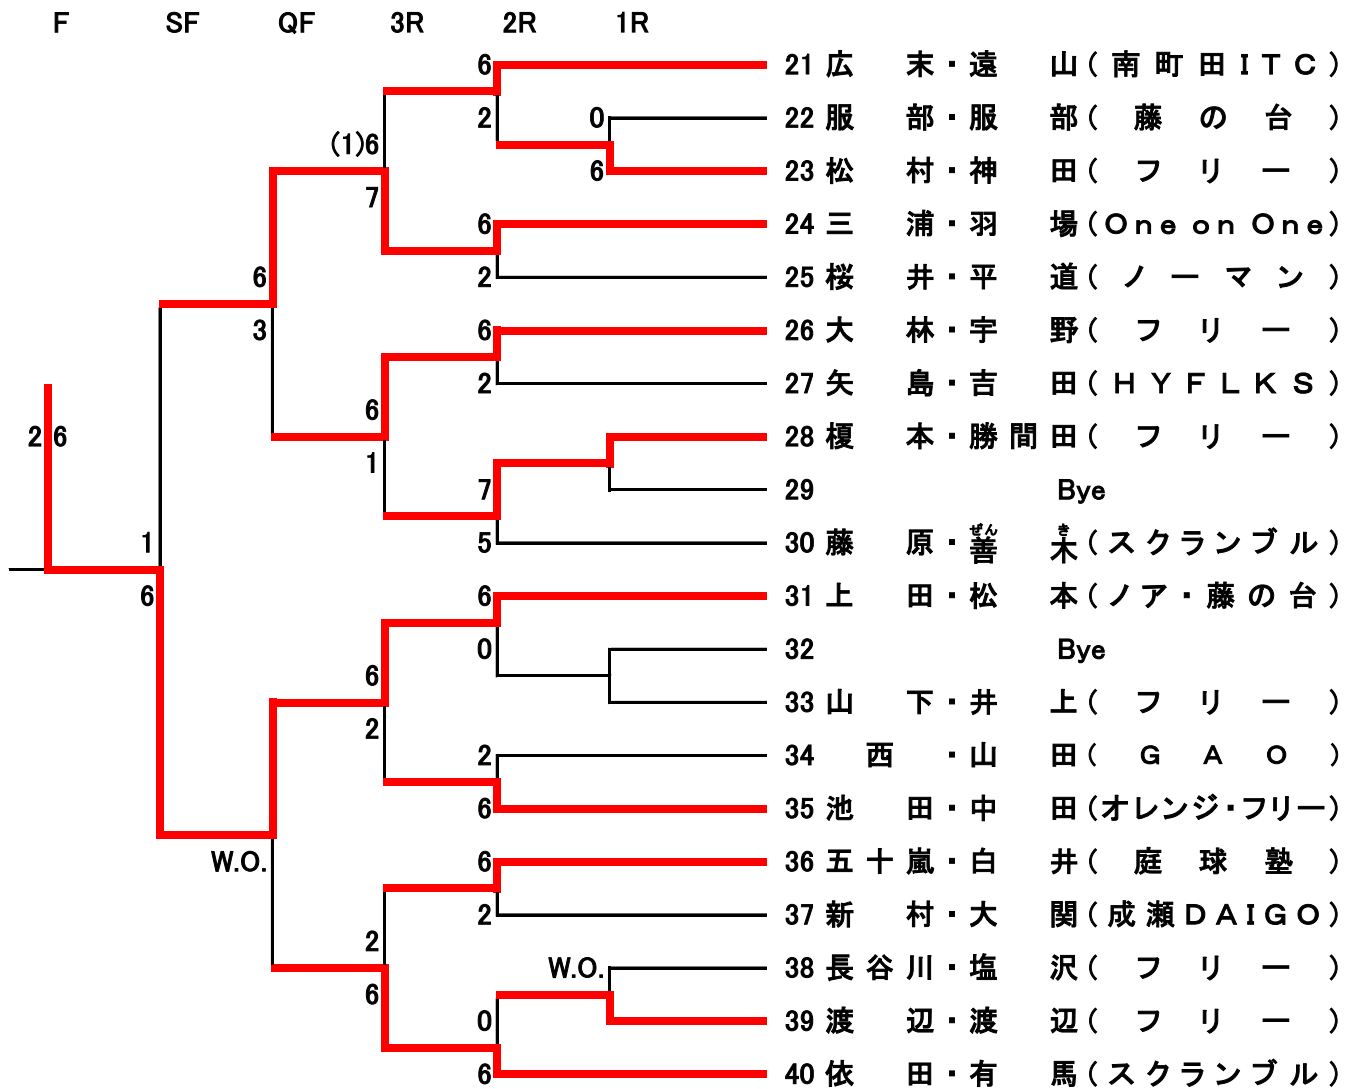 F SF QF 3R 2R 1R
6 21 広末・遠山(南町田ITC)
2 0 22 服部・服部(藤の台)
(1)6
6 23 松村・神田(フリー)
7
6 24 三浦・羽場(One on One)
6 2 25 桜井・平道(ノーマン)
3 6 26 大林・宇野(フリー)
2 27 矢島・吉田(HYFLKS)
6
2 6 28 榎本・勝間田(フリー)
1
7 29 Bye
1 5 30 藤原・善木(スクランブル)
ぜん き
6 6 31 上田・松本(ノア・藤の台)
0 32 Bye
6
33 山下・井上(フリー)
2
2 34 西・山田(GAO)
6 35 池田・中田(オレンジ・フリー)
W.O. 6 36 五十嵐・白井(庭球塾)
2 37 新村・大関(成瀬DAIGO)
2
W.O. 38 長谷川・塩沢(フリー)
6
0 39 渡辺・渡辺(フリー)
6 40 依田・有馬(スクランブル)